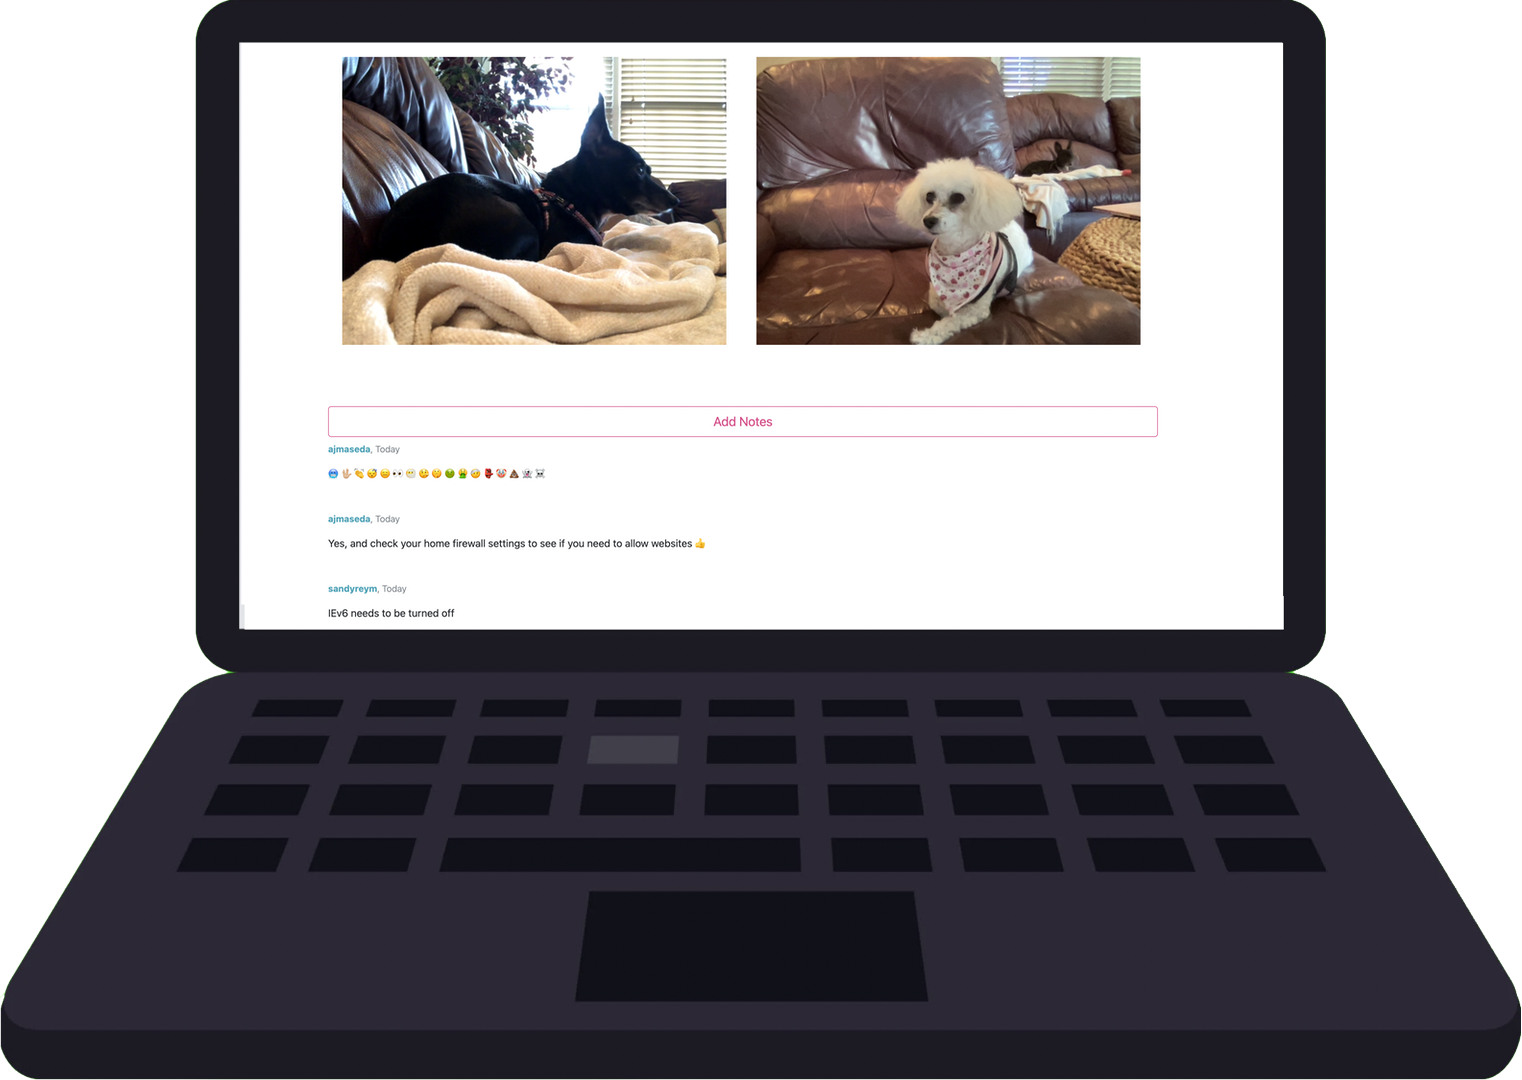 Add Notes
ajmaseda, Today
🥶🖖🏼👏😴😑👀😬🤐🤔🤢🤮🤕👺🤡💩👻☠️
ajmaseda, Today
Yes, and check your home firewall settings to see if you need to allow websites 👍
sandyreym, Today
IEv6 needs to be turned off